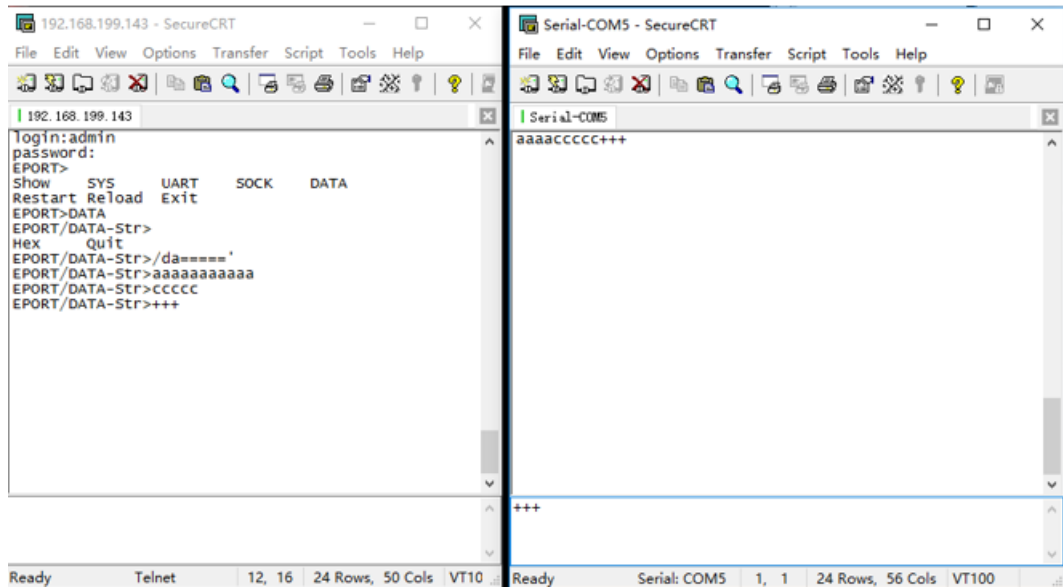 192.168.199.143 - SecureCRT
File Edit View Options Transfer Script Tools Help
192.168.199.143
login:admin
password:
EPORT>
Show SYS UART SOCK DATA
Restart Reload Exit
EPORT>DATA
EPORT/DATA-Str>
Hex Quit
EPORT/DATA-Str>/da====='
EPORT/DATA-Str>aaaaaaaaaaa
EPORT/DATA-Str>ccccc
EPORT/DATA-Str>+++
Ready Telnet 12, 16 24 Rows, 50 Cols VT10
Serial-COM5 - SecureCRT
File Edit View Options Transfer Script Tools Help
Serial-COM5
aaaaccccc+++
+++
Ready Serial: COM5 1, 1 24 Rows, 56 Cols VT100